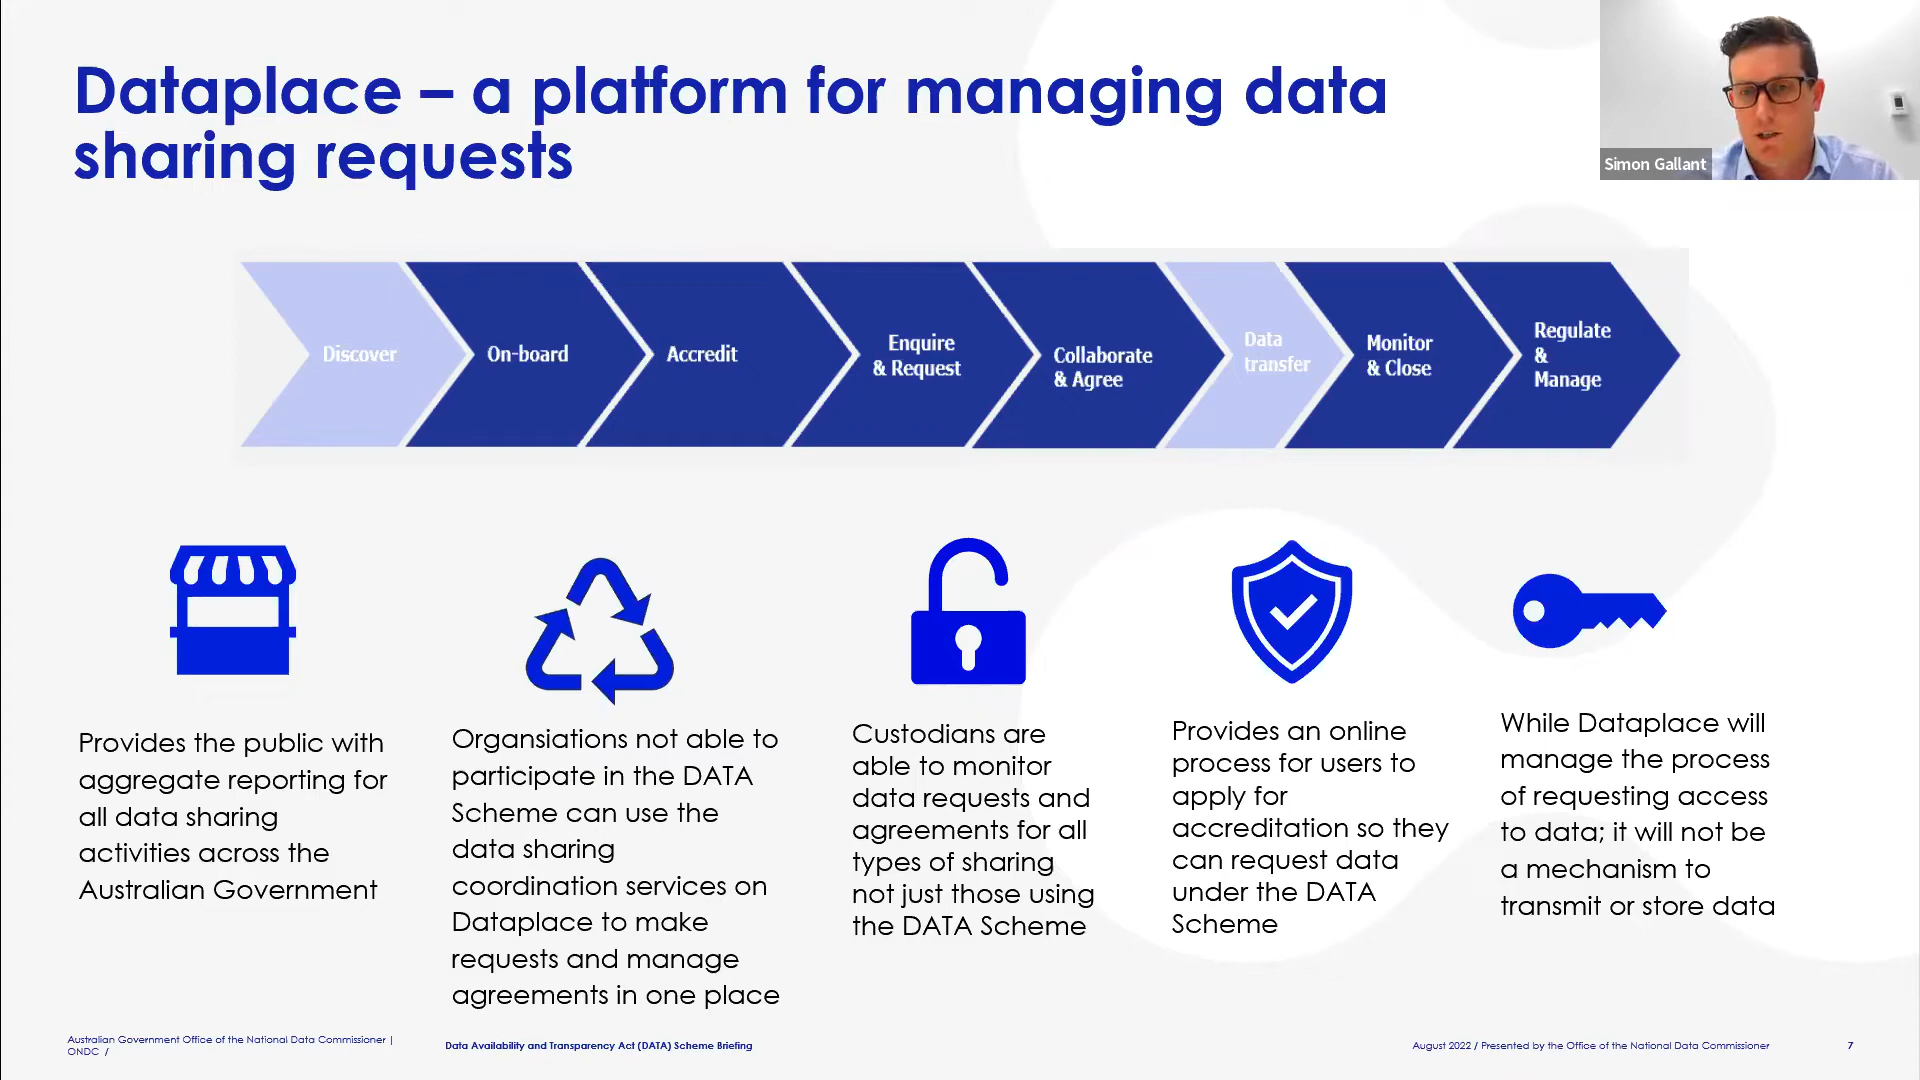 Dataplace – a platform for managing data
sharing requests
Simon Gallant
Discover
On-board
Accredit
Enquire
& Request
Collaborate
& Agree
Data
transfer
Monitor
& Close
Regulate
&
Manage
Provides the public with
aggregate reporting for
all data sharing
activities across the
Australian Government
Organsiations not able to
participate in the DATA
Scheme can use the
data sharing
coordination services on
Dataplace to make
requests and manage
agreements in one place
Custodians are
able to monitor
data requests and
agreements for all
types of sharing
not just those using
the DATA Scheme
Provides an online
process for users to
apply for
accreditation so they
can request data
under the DATA
Scheme
While Dataplace will
manage the process
of requesting access
to data; it will not be
a mechanism to
transmit or store data
Australian Government Office of the National Data Commissioner |
ONDC /
Data Availability and Transparency Act (DATA) Scheme Briefing
August 2022 / Presented by the Office of the National Data Commissioner
7